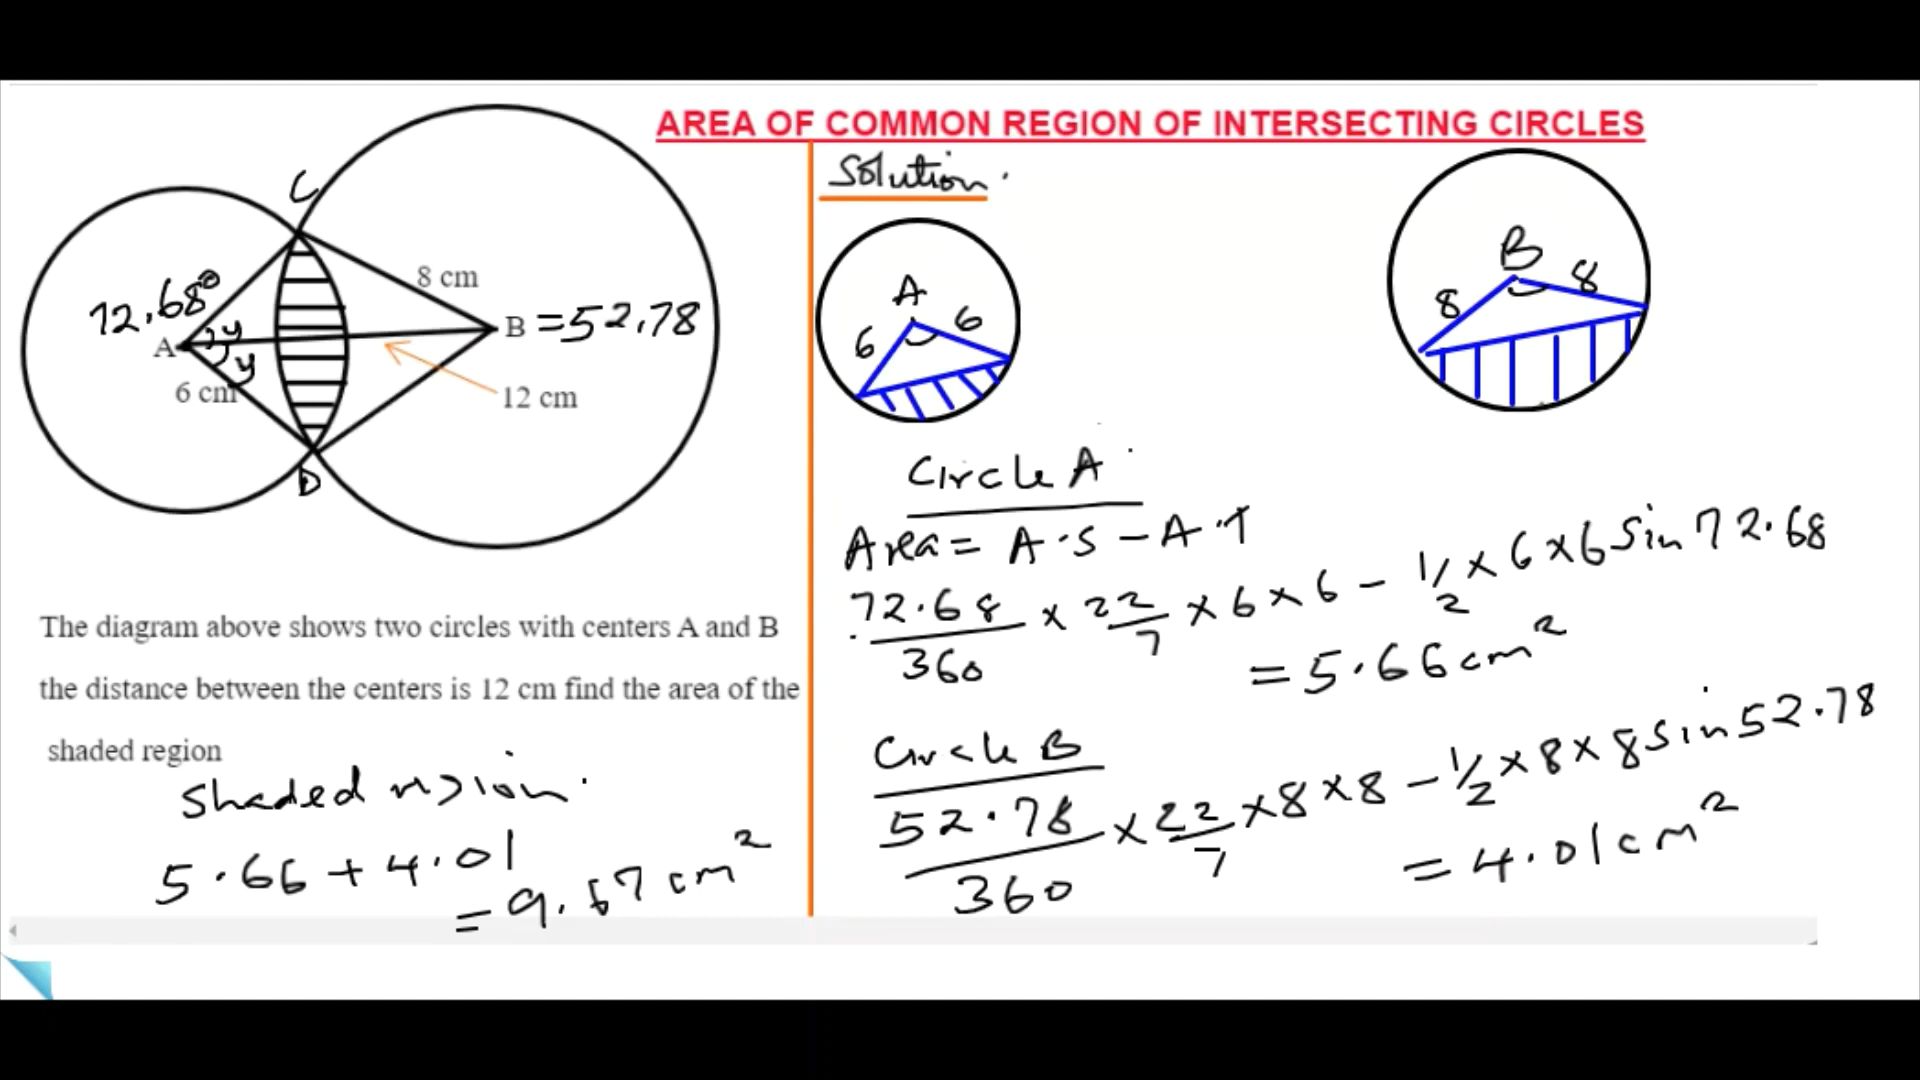 AREA OF COMMON REGION OF INTERSECTING CIRCLES
C
8 cm
72.68°
y
A
B =52.78
y
6 cm
12 cm
D
The diagram above shows two circles with centers A and B
the distance between the centers is 12 cm find the area of the
shaded region
Shaded region.
5.66 + 4.01
= 9.67 cm²
Solution.
A
6 6
B
8 8
Circle A
Area = A.S – A.T
72.68/360 × 22/7 × 6 × 6 – 1/2 × 6 × 6 Sin 72.68
= 5.66 cm²
Circle B
52.78/360 × 22/7 × 8 × 8 – 1/2 × 8 × 8 Sin 52.78
= 4.01 cm²